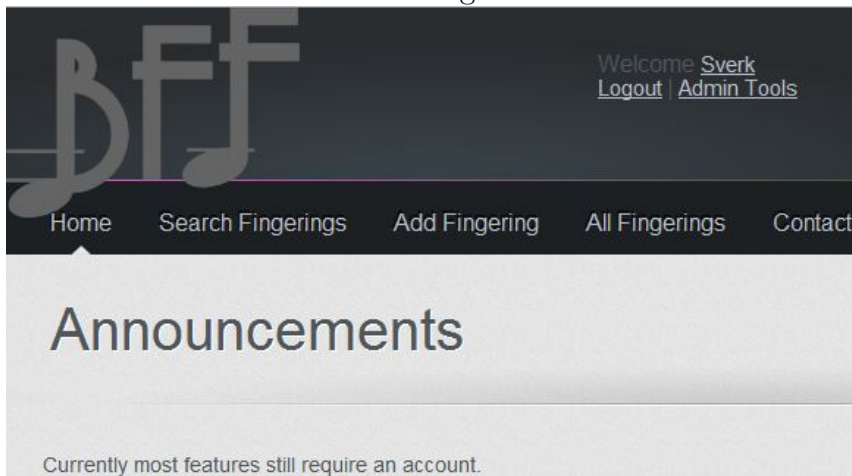 BFF
Welcome Sverk
Logout | Admin Tools
Home Search Fingerings Add Fingering All Fingerings Contact
Announcements
Currently most features still require an account.